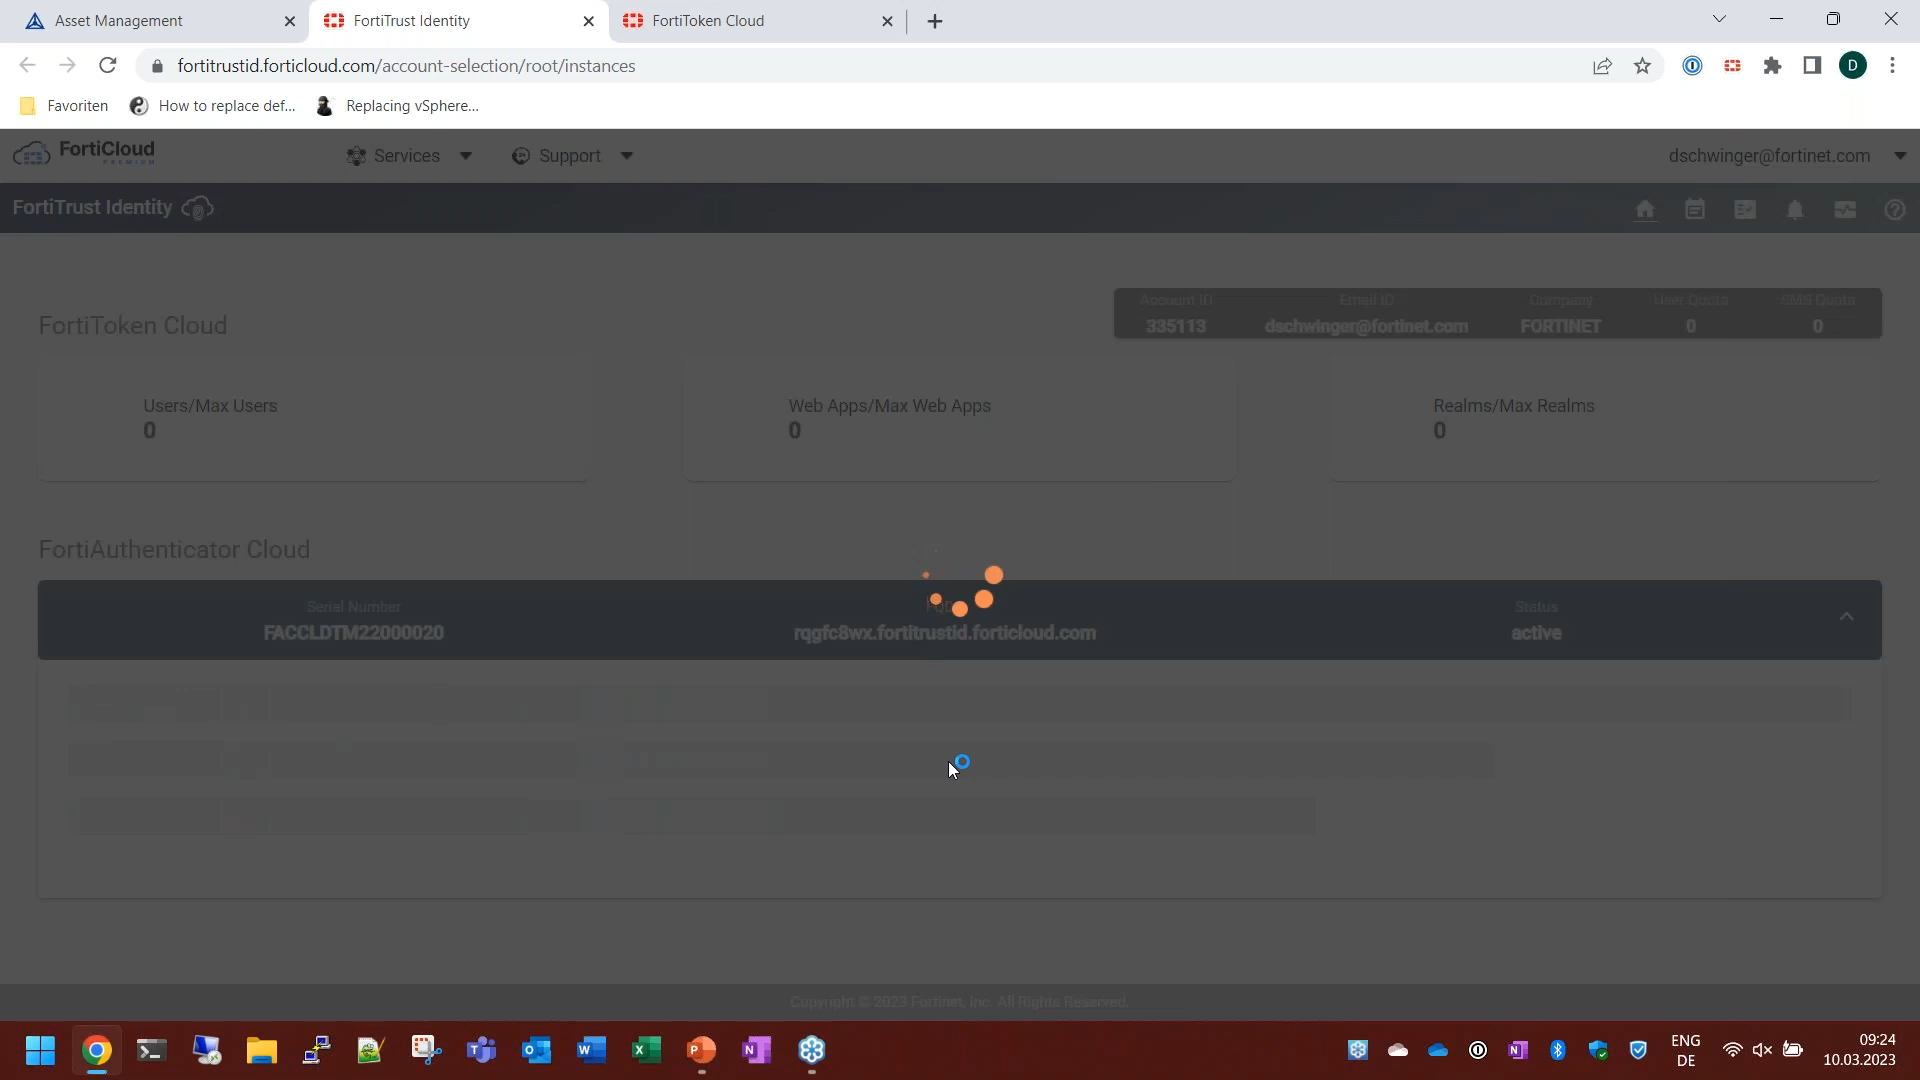 Asset Management
FortiTrust Identity
FortiToken Cloud
fortitrustid.forticloud.com/account-selection/root/instances
D
Favoriten
How to replace def...
Replacing vSphere...
FortiCloud
PREMIUM
Services
Support
dschwinger@fortinet.com
FortiTrust Identity
FortiToken Cloud
Account ID
Email ID
Company
User Quota
SMS Quota
335113
dschwinger@fortinet.com
FORTINET
0
0
Users/Max Users
0
Web Apps/Max Web Apps
0
Realms/Max Realms
0
FortiAuthenticator Cloud
Serial Number
Status
FACCLDTM22000020
rqgfc8wx.fortitrustid.forticloud.com
active
Copyright © 2023 Fortinet, Inc. All Rights Reserved.
ENG
DE
09:24
10.03.2023